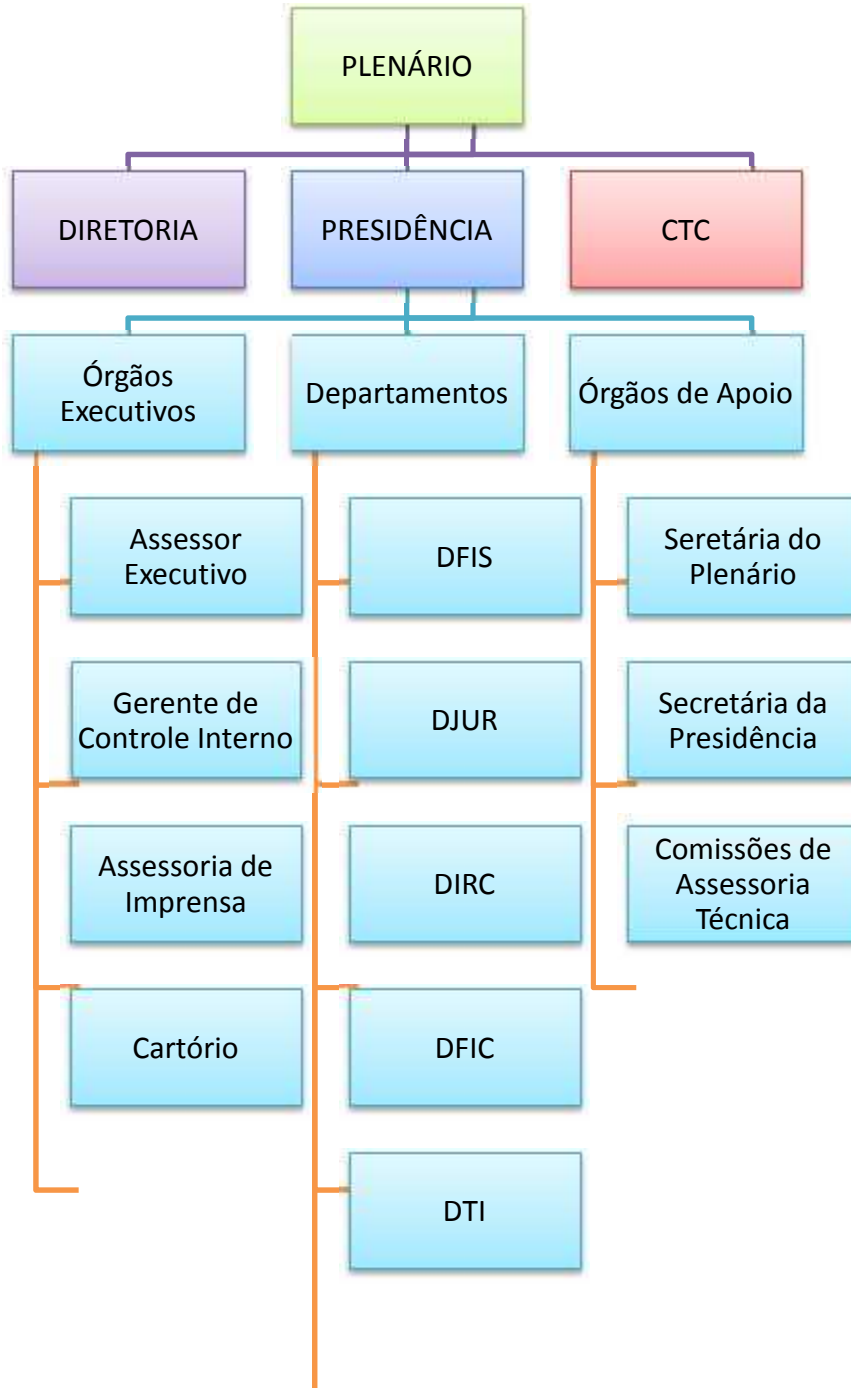 PLENÁRIO
DIRETORIA
PRESIDÊNCIA
CTC
Órgãos
Executivos
Departamentos
Órgãos de Apoio
Assessor
Executivo
DFIS
Seretária do
Plenário
Gerente de
Controle Interno
DJUR
Secretária da
Presidência
Assessoria de
Imprensa
DIRC
Comissões de
Assessoria
Técnica
Cartório
DFIC
DTI